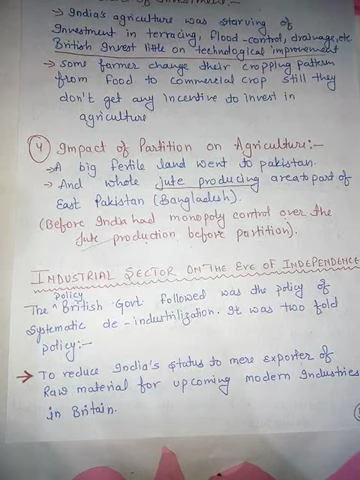 of Investment:-
→ India's agriculture was starving of
Investment in terracing, Flood-control, drainage, etc.
British Invest little on technological improvement
→ Some farmer change their cropping pattern
from food to commercial crop still they
don't get any incentive to invest in
agriculture
4 Impact of Partition on Agriculture:-
→ A big fertile land went to pakistan.
→ And whole jute producing area to part of
East Pakistan (Bangladesh).
(Before India had monopoly control over the
Jute production before partition).
INDUSTRIAL SECTOR ON THE EVE OF INDEPENDENCE
The policy British Govt. followed was the policy of
systematic de-indurtilization. It was two fold
policy:-
→ To reduce India's status to mere exporter of
Raw material for upcoming modern Industries
in Britain.